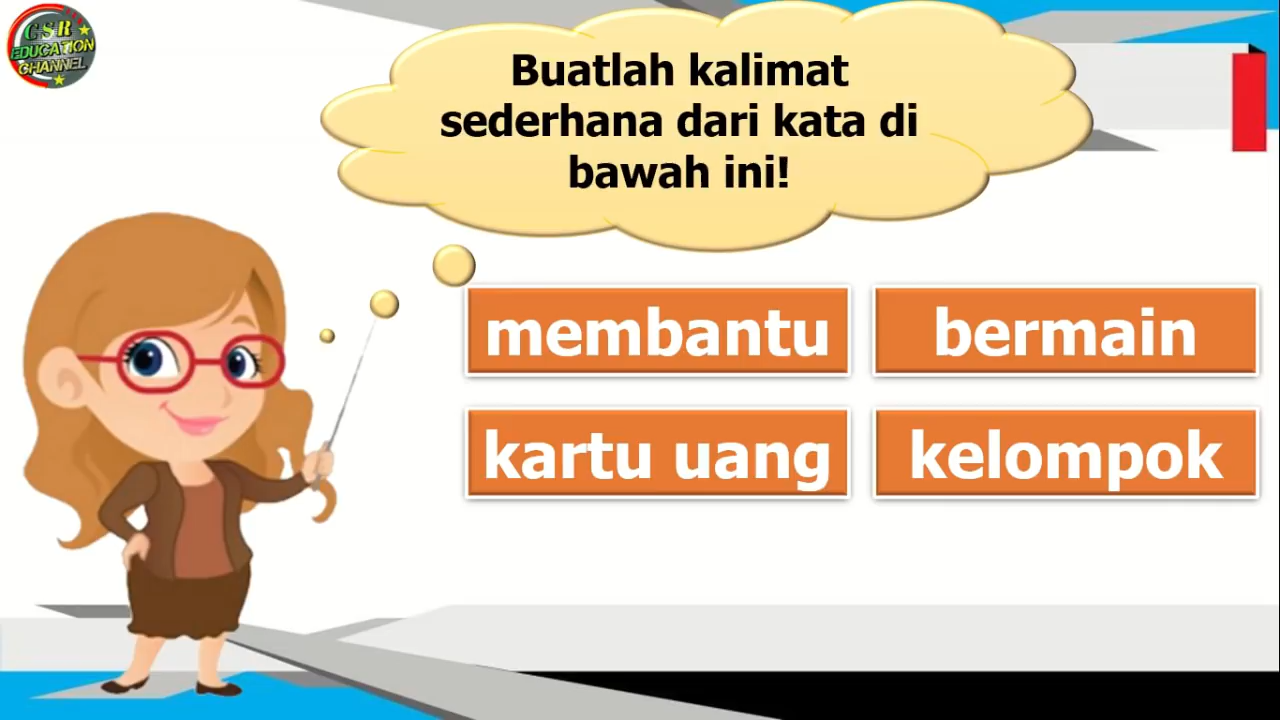 GSR
EDUCATION
CHANNEL
Buatlah kalimat
sederhana dari kata di
bawah ini!
membantu
bermain
kartu uang
kelompok